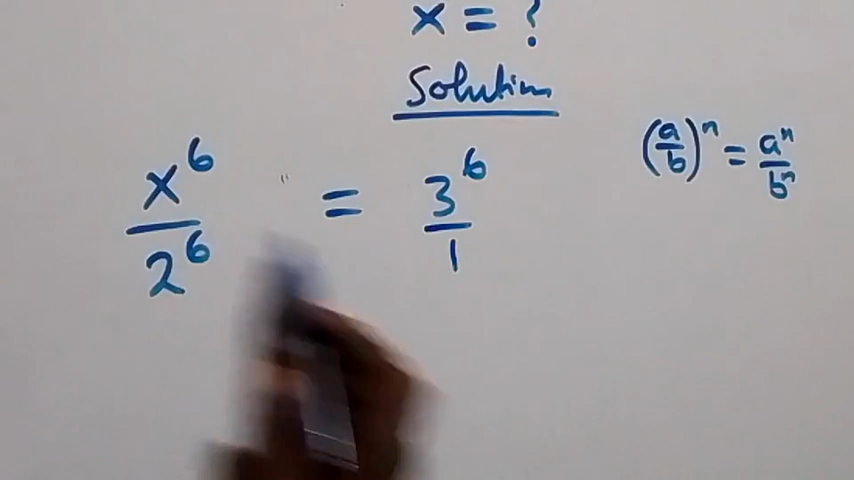 x = ?
Solution
x^6/2^6 = 3^6/1
(a/b)^n = a^n/b^n